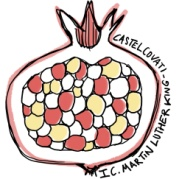 CASTELCOVATI -
I.C. MARTIN LUTHER KING -